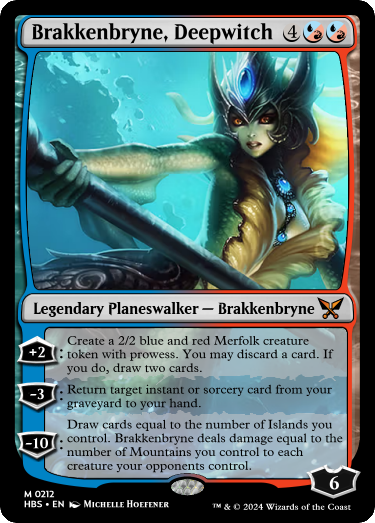 Brakkenbryne, Deepwitch 4
Legendary Planeswalker — Brakkenbryne
+2 : Create a 2/2 blue and red Merfolk creature
token with prowess. You may discard a card. If
you do, draw two cards.
-3 : Return target instant or sorcery card from your
graveyard to your hand.
-10 : Draw cards equal to the number of Islands you
control. Brakkenbryne deals damage equal to the
number of Mountains you control to each
creature your opponents control.
6
M 0212
HBS • EN Michelle Hoefener
™ & © 2024 Wizards of the Coast